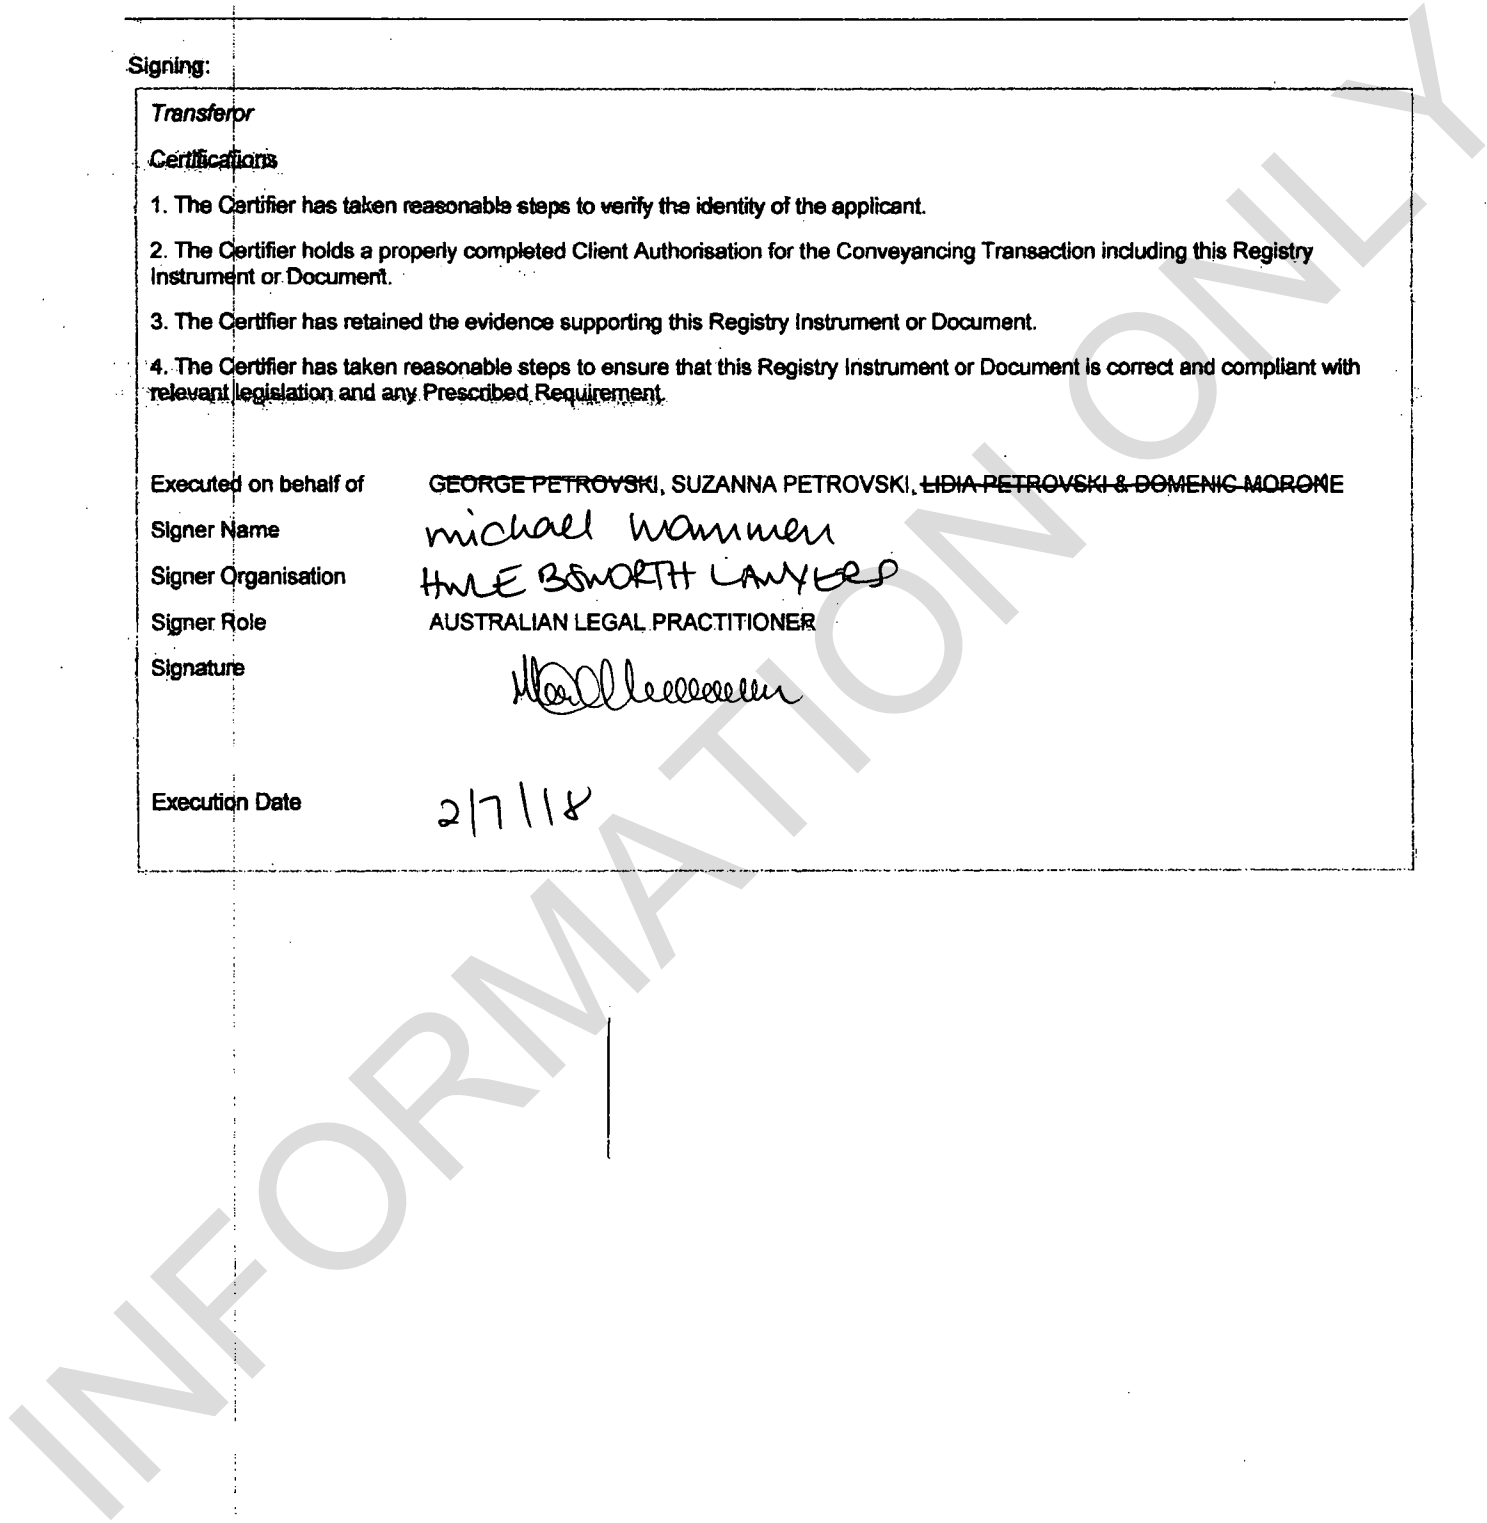 Signing:
Transferor
Certifications
1. The Certifier has taken reasonable steps to verify the identity of the applicant.
2. The Certifier holds a properly completed Client Authorisation for the Conveyancing Transaction including this Registry
Instrument or Document.
3. The Certifier has retained the evidence supporting this Registry Instrument or Document.
4. The Certifier has taken reasonable steps to ensure that this Registry Instrument or Document is correct and compliant with
relevant legislation and any Prescribed Requirement.
Executed on behalf of GEORGE PETROVSKI, SUZANNA PETROVSKI, LIDIA PETROVSKI & DOMENIC MORONE
Signer Name michael
Signer Organisation LAWYERS
Signer Role AUSTRALIAN LEGAL PRACTITIONER
Signature
Execution Date 2/7/18
INFORMATION ONLY